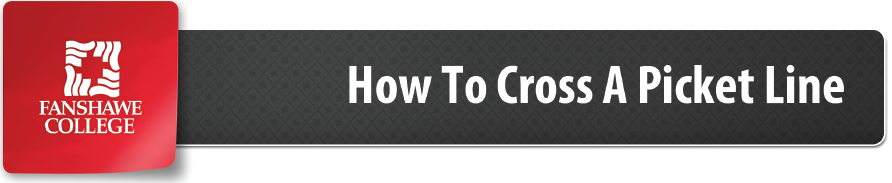 FANSHAWE
COLLEGE
How To Cross A Picket Line